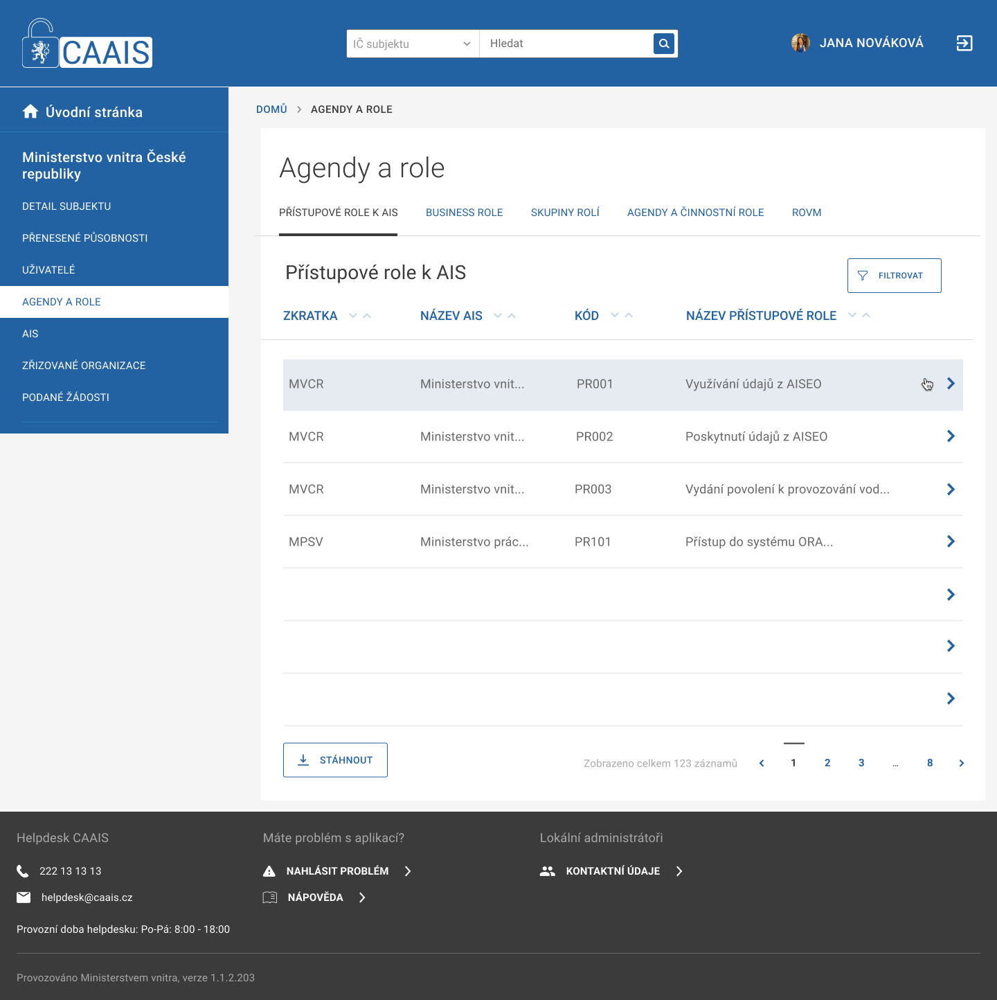 CAAIS
IČ subjektu
Hledat
JANA NOVÁKOVÁ
Úvodní stránka
Ministerstvo vnitra České
republiky
DETAIL SUBJEKTU
PŘENESENÉ PŮSOBNOSTI
UŽIVATELÉ
AGENDY A ROLE
AIS
ZŘIZOVANÉ ORGANIZACE
PODANÉ ŽÁDOSTI
DOMŮ > AGENDY A ROLE
Agendy a role
PŘÍSTUPOVÉ ROLE K AIS BUSINESS ROLE SKUPINY ROLÍ AGENDY A ČINNOSTNÍ ROLE ROVM
Přístupové role k AIS
FILTROVAT
ZKRATKA NÁZEV AIS KÓD NÁZEV PŘÍSTUPOVÉ ROLE
MVCR Ministerstvo vnit... PR001 Využívání údajů z AISEO
MVCR Ministerstvo vnit... PR002 Poskytnutí údajů z AISEO
MVCR Ministerstvo vnit... PR003 Vydání povolení k provozování vod...
MPSV Ministerstvo prác... PR101 Přístup do systému ORA...
STÁHNOUT
Zobrazeno celkem 123 záznamů 1 2 3 ... 8
Helpdesk CAAIS
222 13 13 13
helpdesk@caais.cz
Provozní doba helpdesku: Po-Pá: 8:00 - 18:00
Máte problém s aplikací?
NAHLÁSIT PROBLÉM
NÁPOVĚDA
Lokální administrátoři
KONTAKTNÍ ÚDAJE
Provozováno Ministerstvem vnitra, verze 1.1.2.203